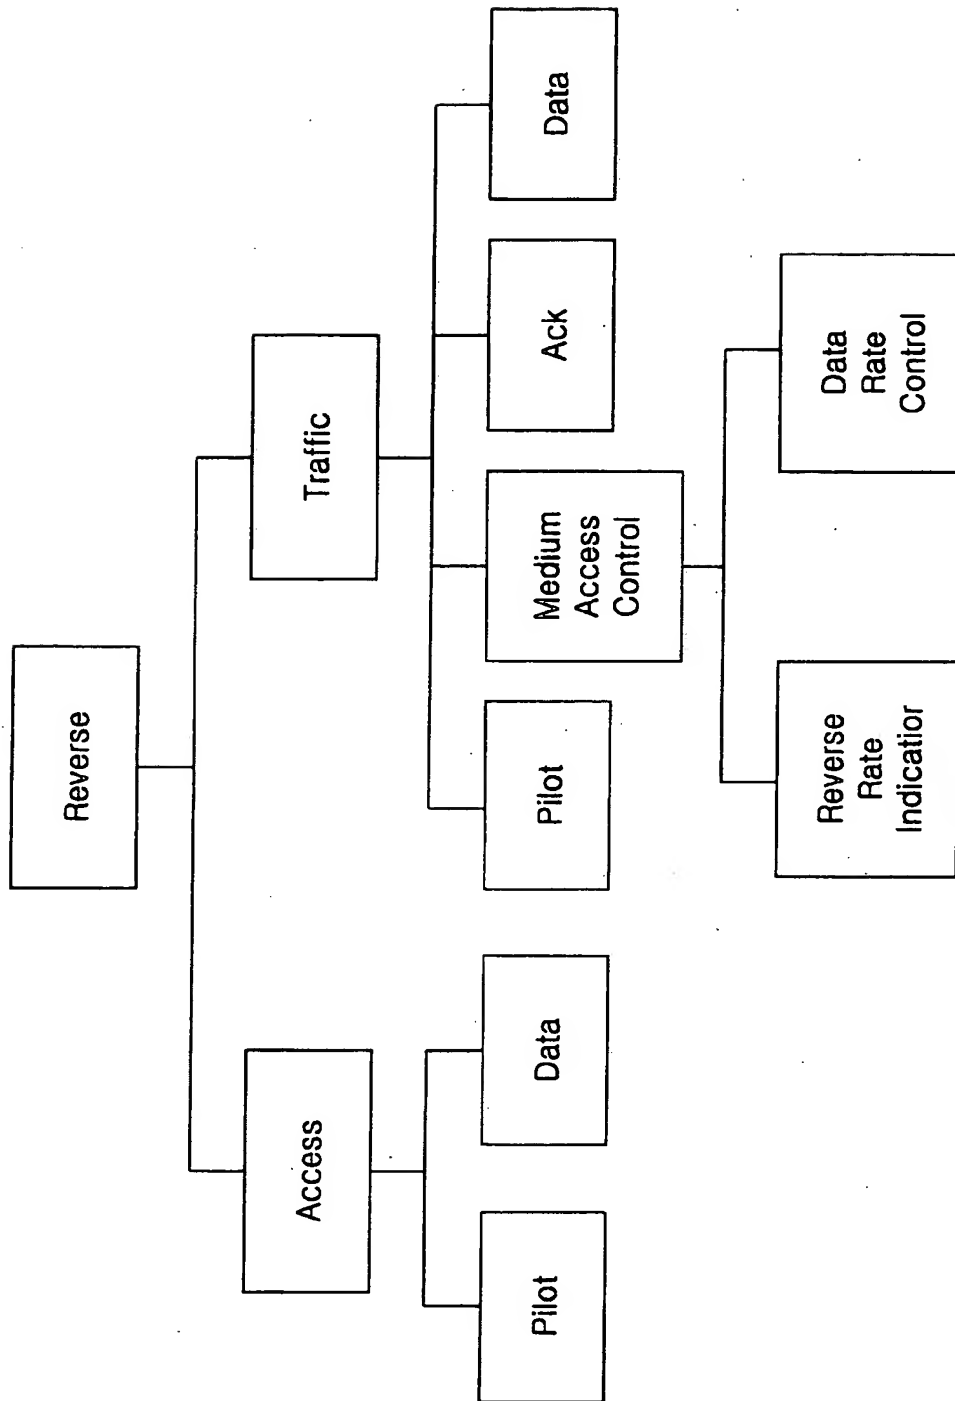 Reverse
Access
Traffic
Pilot
Data
Pilot
Medium
Access
Control
Ack
Data
Reverse
Rate
Indicatior
Data
Rate
Control